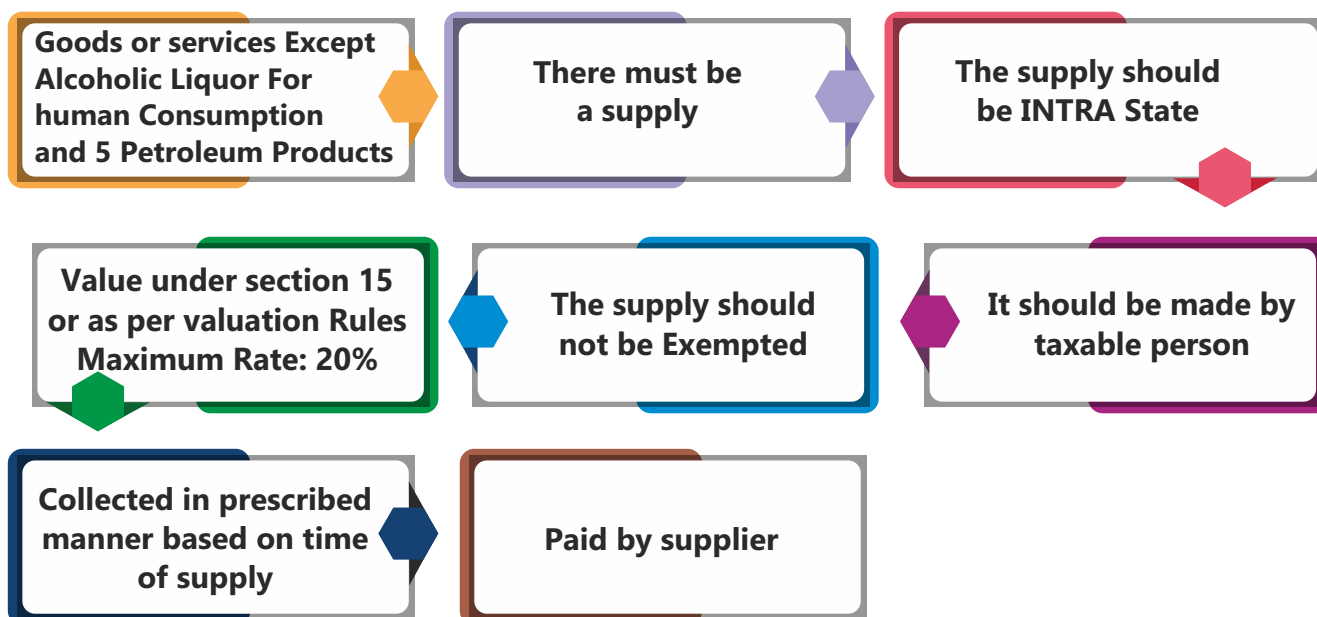 Goods or services Except
Alcoholic Liquor For
human Consumption
and 5 Petroleum Products
There must be
a supply
The supply should
be INTRA State
It should be made by
taxable person
The supply should
not be Exempted
Value under section 15
or as per valuation Rules
Maximum Rate: 20%
Collected in prescribed
manner based on time
of supply
Paid by supplier